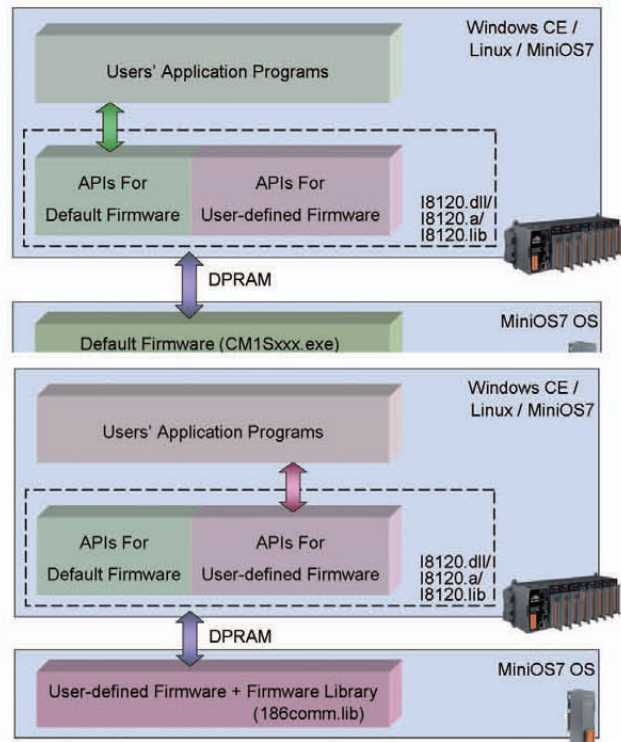 Windows CE /
Linux / MiniOS7
Users' Application Programs
APIs For
Default Firmware
APIs For
User-defined Firmware
I8120.dll/
I8120.a/
I8120.lib
DPRAM
MiniOS7 OS
Default Firmware (CM1Sxxx.exe)
Windows CE /
Linux / MiniOS7
Users' Application Programs
APIs For
Default Firmware
APIs For
User-defined Firmware
I8120.dll/
I8120.a/
I8120.lib
DPRAM
MiniOS7 OS
User-defined Firmware + Firmware Library
(186comm.lib)